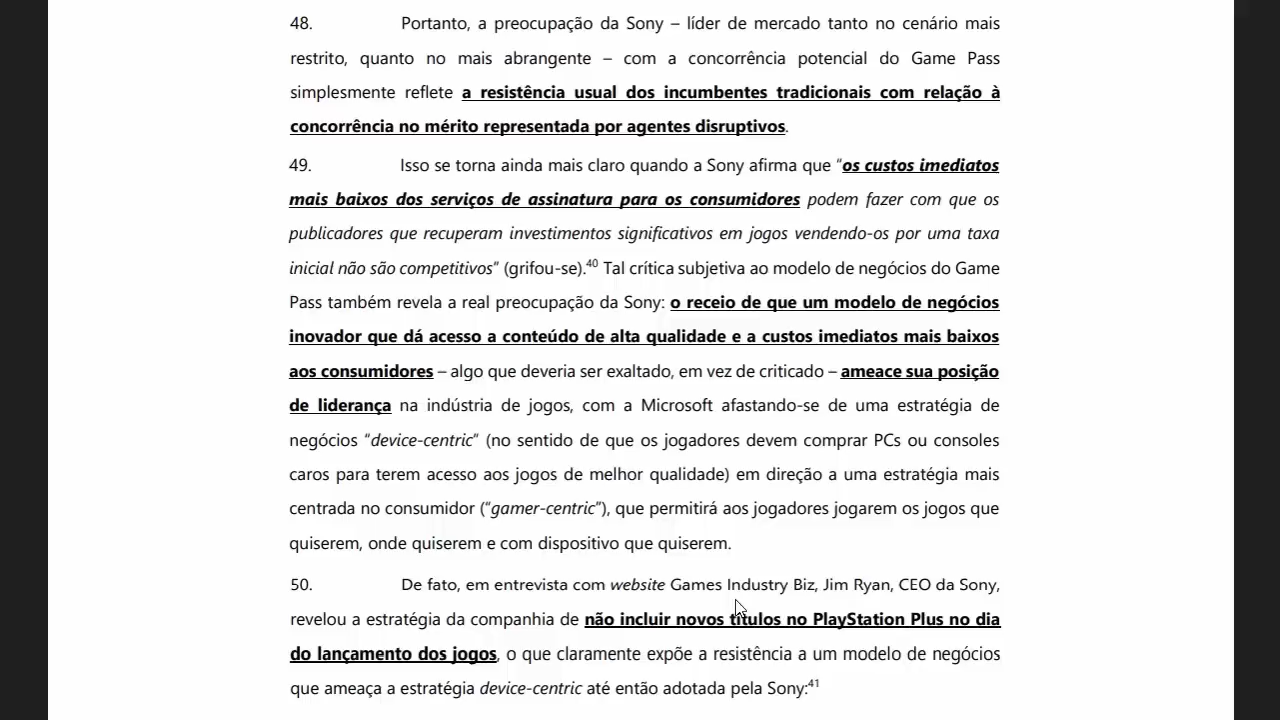 48. Portanto, a preocupação da Sony – líder de mercado tanto no cenário mais
restrito, quanto no mais abrangente – com a concorrência potencial do Game Pass
simplesmente reflete a resistência usual dos incumbentes tradicionais com relação à
concorrência no mérito representada por agentes disruptivos.
49. Isso se torna ainda mais claro quando a Sony afirma que “os custos imediatos
mais baixos dos serviços de assinatura para os consumidores podem fazer com que os
publicadores que recuperam investimentos significativos em jogos vendendo-os por uma taxa
inicial não são competitivos” (grifou-se).40 Tal crítica subjetiva ao modelo de negócios do Game
Pass também revela a real preocupação da Sony: o receio de que um modelo de negócios
inovador que dá acesso a conteúdo de alta qualidade e a custos imediatos mais baixos
aos consumidores – algo que deveria ser exaltado, em vez de criticado – ameace sua posição
de liderança na indústria de jogos, com a Microsoft afastando-se de uma estratégia de
negócios “device-centric” (no sentido de que os jogadores devem comprar PCs ou consoles
caros para terem acesso aos jogos de melhor qualidade) em direção a uma estratégia mais
centrada no consumidor (“gamer-centric”), que permitirá aos jogadores jogarem os jogos que
quiserem, onde quiserem e com dispositivo que quiserem.
50. De fato, em entrevista com website Games Industry Biz, Jim Ryan, CEO da Sony,
revelou a estratégia da companhia de não incluir novos títulos no PlayStation Plus no dia
do lançamento dos jogos, o que claramente expõe a resistência a um modelo de negócios
que ameaça a estratégia device-centric até então adotada pela Sony:41